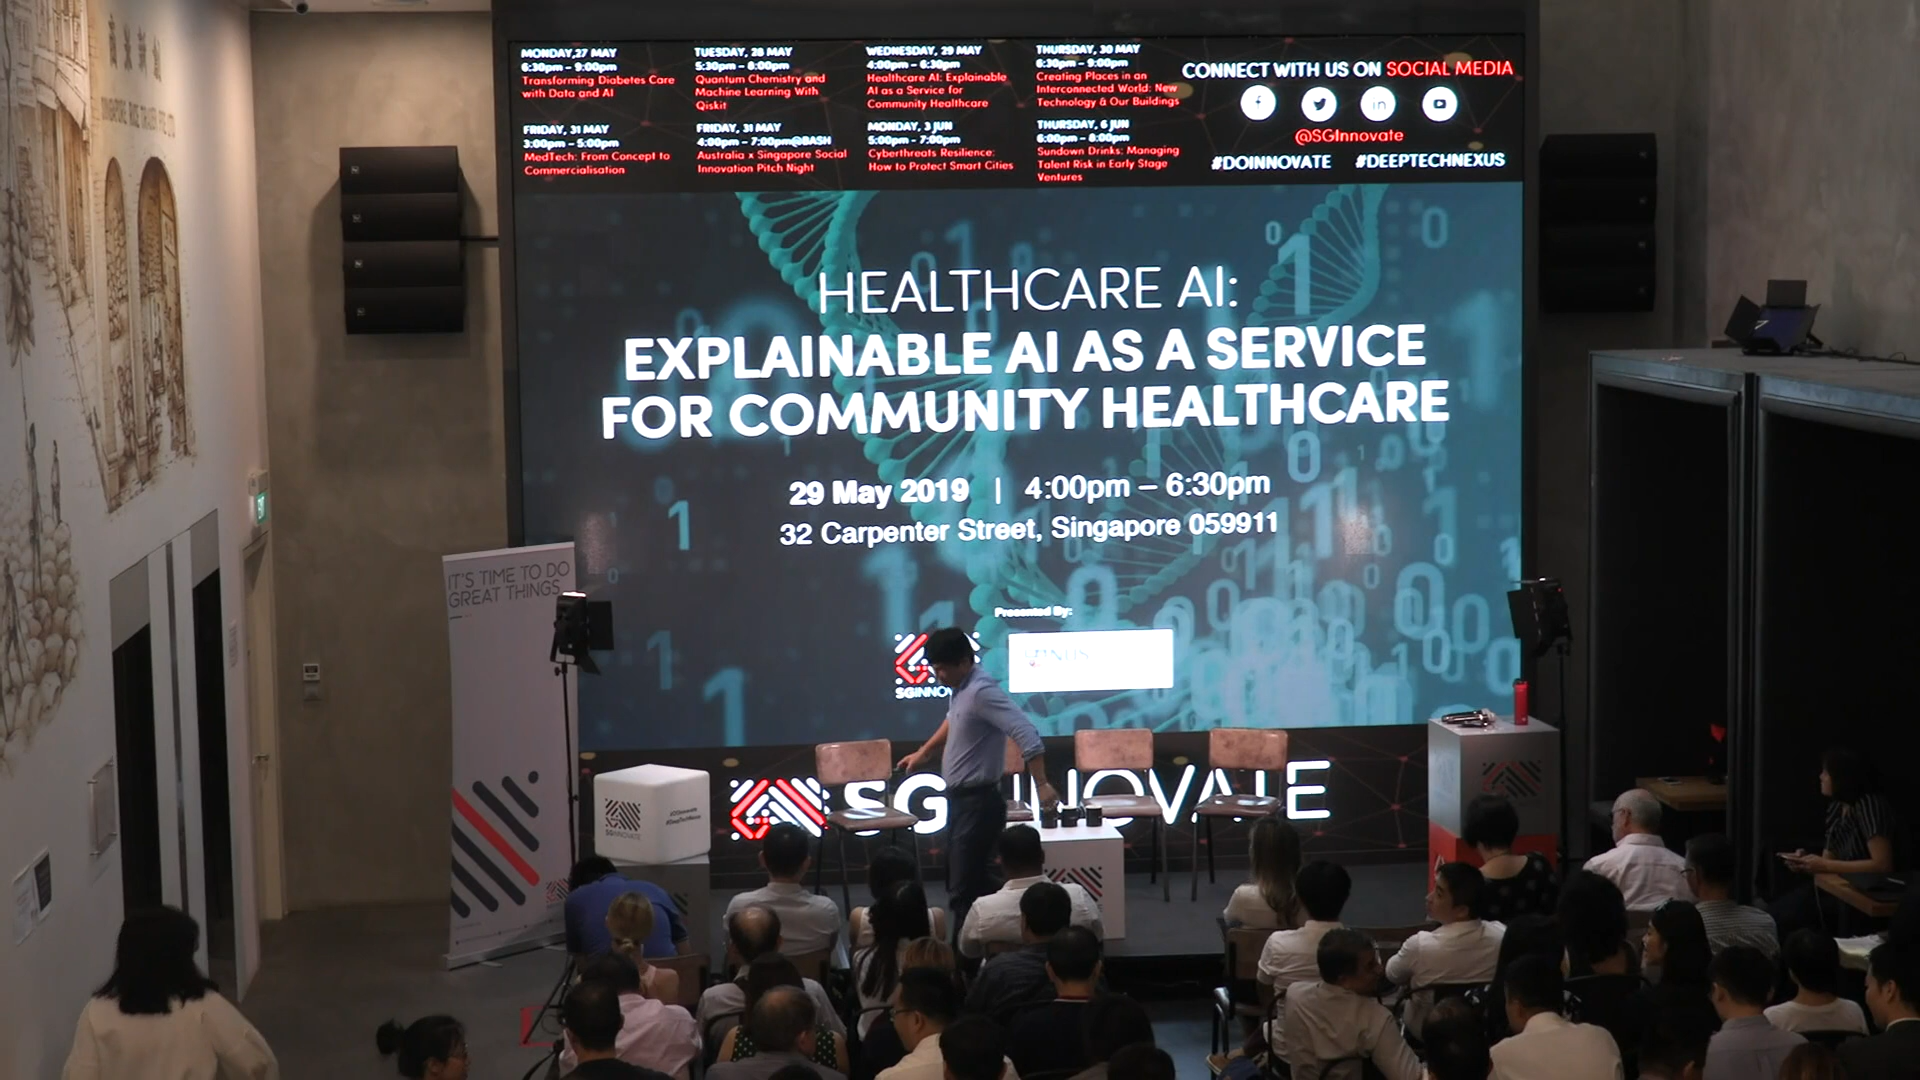 MONDAY,27 MAY
6:30pm - 9:00pm
Transforming Diabetes Care
with Data and AI
TUESDAY, 28 MAY
5:30pm - 8:00pm
Quantum Chemistry and
Machine Learning With
Qiskit
WEDNESDAY, 29 MAY
4:00pm - 6:30pm
Healthcare AI: Explainable
AI as a Service for
Community Healthcare
THURSDAY, 30 MAY
6:30pm - 9:00pm
Creating Places in an
Interconnected World: New
Technology & Our Buildings
FRIDAY, 31 MAY
3:00pm - 5:00pm
MedTech: From Concept to
Commercialisation
FRIDAY, 31 MAY
4:00pm - 7:00pm@BASH
Australia x Singapore Social
Innovation Pitch Night
MONDAY, 3 JUN
5:00pm - 7:00pm
Cyberthreats Resilience:
How to Protect Smart Cities
THURSDAY, 6 JUN
6:00pm - 8:00pm
Sundown Drinks: Managing
Talent Risk in Early Stage
Ventures
CONNECT WITH US ON SOCIAL MEDIA
@SGInnovate
#DOINNOVATE #DEEPTECHNEXUS
HEALTHCARE AI:
EXPLAINABLE AI AS A SERVICE
FOR COMMUNITY HEALTHCARE
29 May 2019 | 4:00pm – 6:30pm
32 Carpenter Street, Singapore 059911
Presented By:
IT'S TIME TO DO
GREAT THINGS
SGINNOVATE
SGINNOVATE